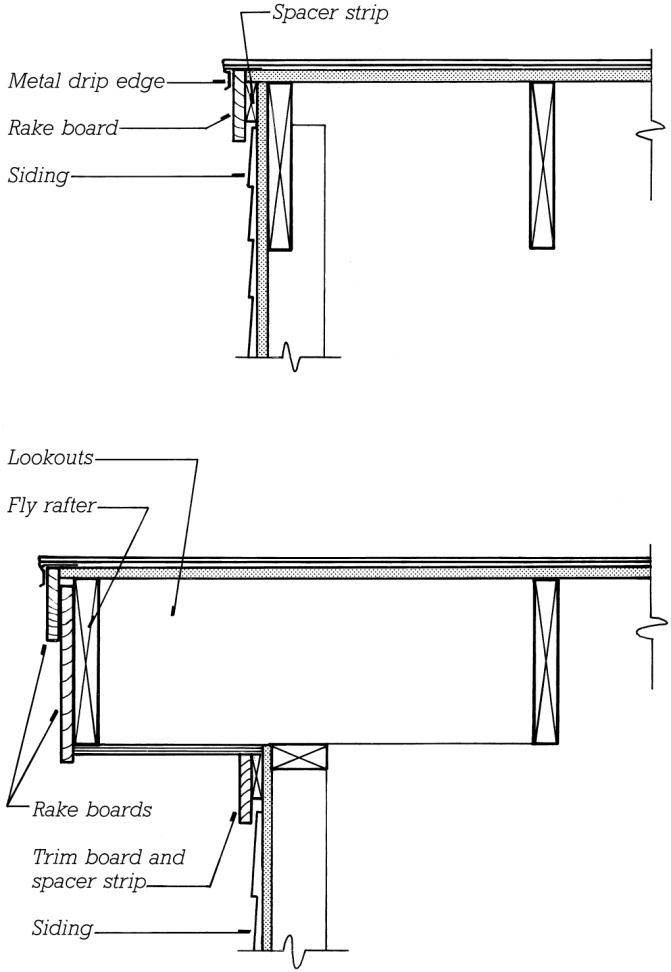 Spacer strip
Metal drip edge
Rake board
Siding
Lookouts
Fly rafter
Rake boards
Trim board and
spacer strip
Siding